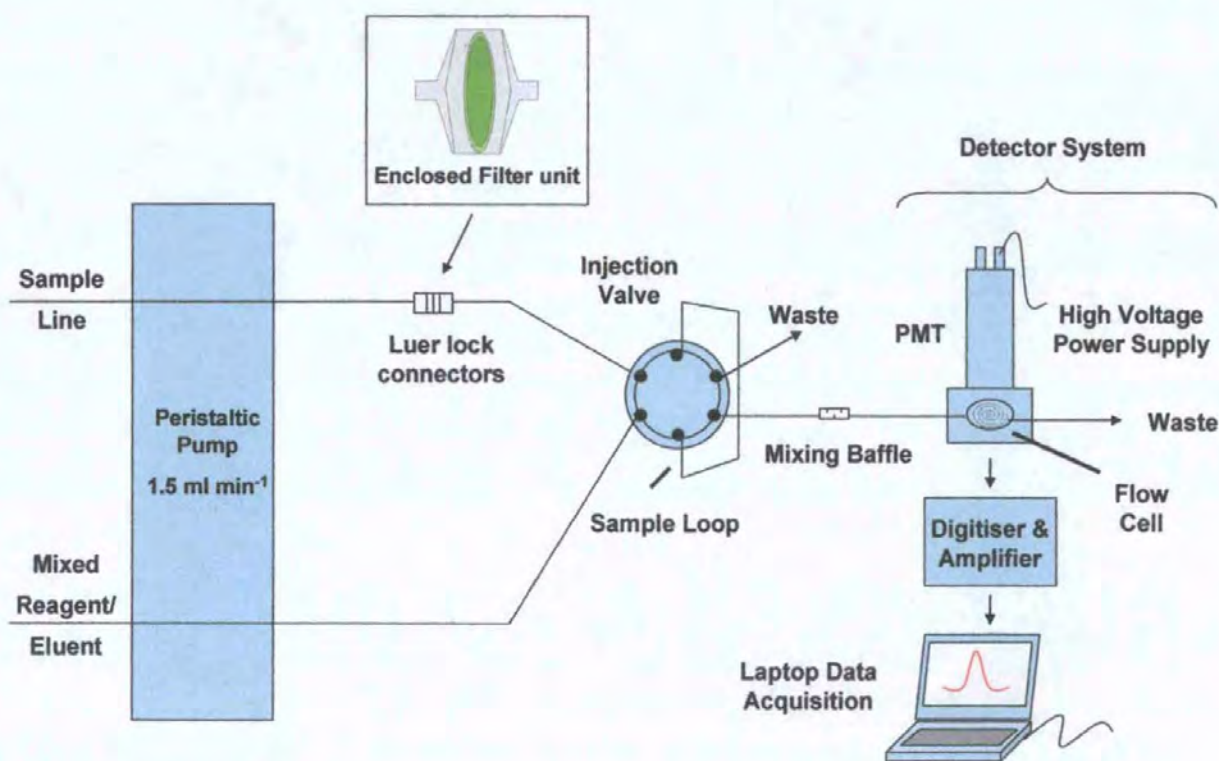 Enclosed Filter unit
Detector System
Sample
Line
Injection
Valve
Waste
Luer lock
connectors
PMT
High Voltage
Power Supply
Peristaltic
Pump
1.5 ml min⁻¹
Mixing Baffle
Waste
Sample Loop
Flow
Cell
Digitiser &
Amplifier
Mixed
Reagent/
Eluent
Laptop Data
Acquisition